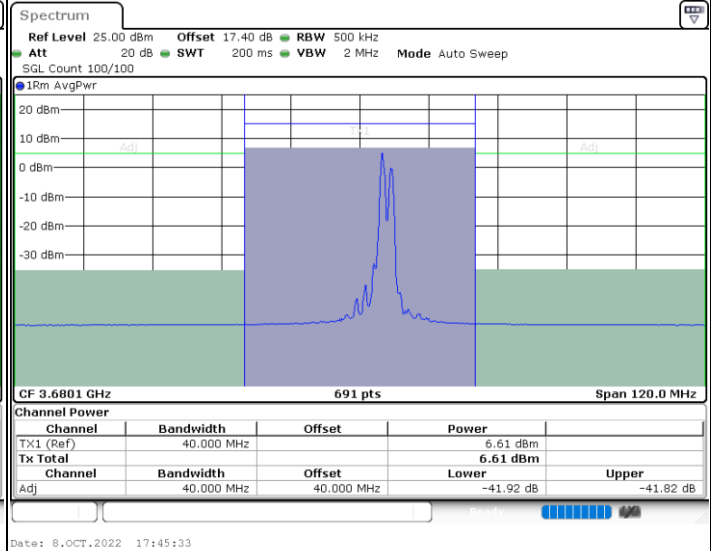 Spectrum
Ref Level 25.00 dBm Offset 17.40 dB RBW 500 kHz
Att 20 dB SWT 200 ms VBW 2 MHz Mode Auto Sweep
SGL Count 100/100
1Rm AvgPwr
20 dBm
TX1
10 dBm
Adj Adj
0 dBm
-10 dBm
-20 dBm
-30 dBm
CF 3.6801 GHz 691 pts Span 120.0 MHz
Channel Power
Channel Bandwidth Offset Power
TX1 (Ref) 40.000 MHz 6.61 dBm
Tx Total 6.61 dBm
Channel Bandwidth Offset Lower Upper
Adj 40.000 MHz 40.000 MHz -41.92 dB -41.82 dB
Ready
Date: 8.OCT.2022 17:45:33